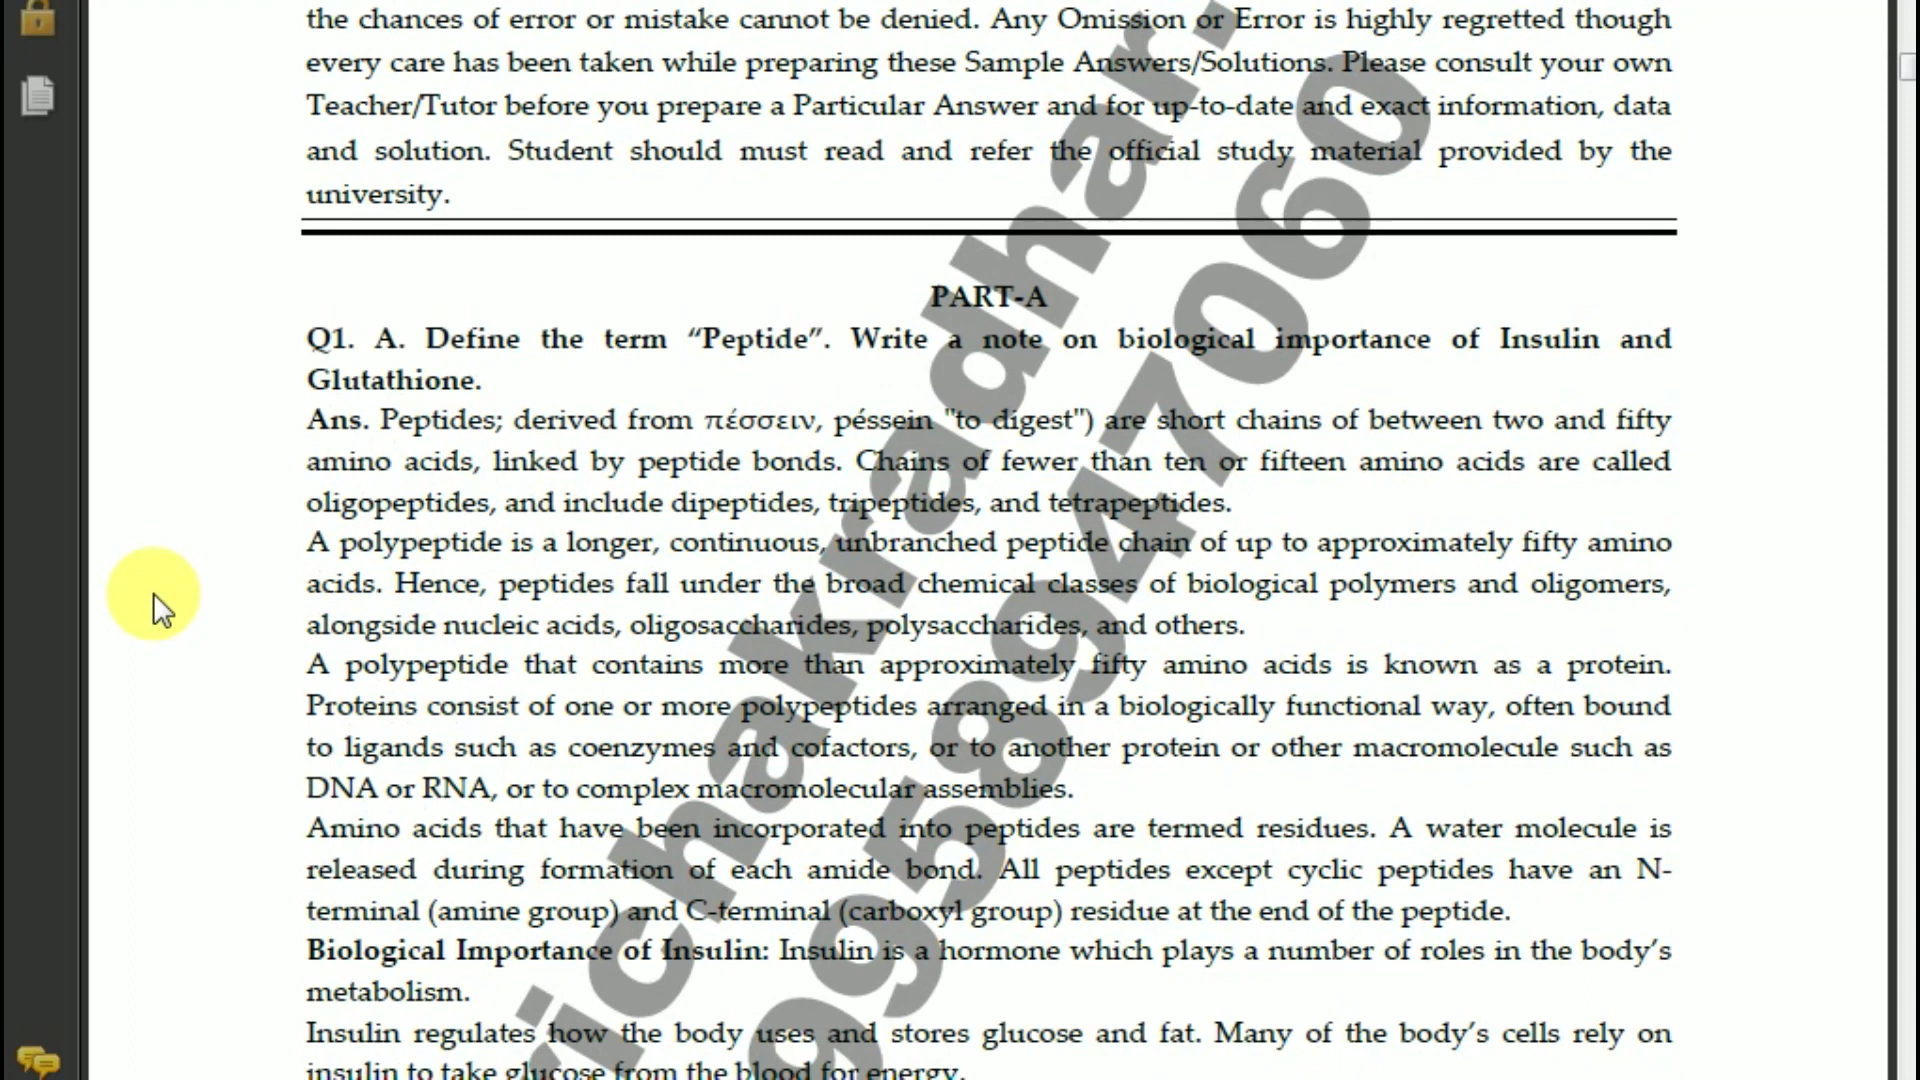 the chances of error or mistake cannot be denied. Any Omission or Error is highly regretted though
every care has been taken while preparing these Sample Answers/Solutions. Please consult your own
Teacher/Tutor before you prepare a Particular Answer and for up-to-date and exact information, data
and solution. Student should must read and refer the official study material provided by the
university.
PART-A
Q1. A. Define the term “Peptide”. Write a note on biological importance of Insulin and
Glutathione.
Ans. Peptides; derived from πέσσειν, péssein "to digest") are short chains of between two and fifty
amino acids, linked by peptide bonds. Chains of fewer than ten or fifteen amino acids are called
oligopeptides, and include dipeptides, tripeptides, and tetrapeptides.
A polypeptide is a longer, continuous, unbranched peptide chain of up to approximately fifty amino
acids. Hence, peptides fall under the broad chemical classes of biological polymers and oligomers,
alongside nucleic acids, oligosaccharides, polysaccharides, and others.
A polypeptide that contains more than approximately fifty amino acids is known as a protein.
Proteins consist of one or more polypeptides arranged in a biologically functional way, often bound
to ligands such as coenzymes and cofactors, or to another protein or other macromolecule such as
DNA or RNA, or to complex macromolecular assemblies.
Amino acids that have been incorporated into peptides are termed residues. A water molecule is
released during formation of each amide bond. All peptides except cyclic peptides have an N-
terminal (amine group) and C-terminal (carboxyl group) residue at the end of the peptide.
Biological Importance of Insulin: Insulin is a hormone which plays a number of roles in the body’s
metabolism.
Insulin regulates how the body uses and stores glucose and fat. Many of the body’s cells rely on
insulin to take glucose from the blood for energy.
ichakradhar.
9958947060